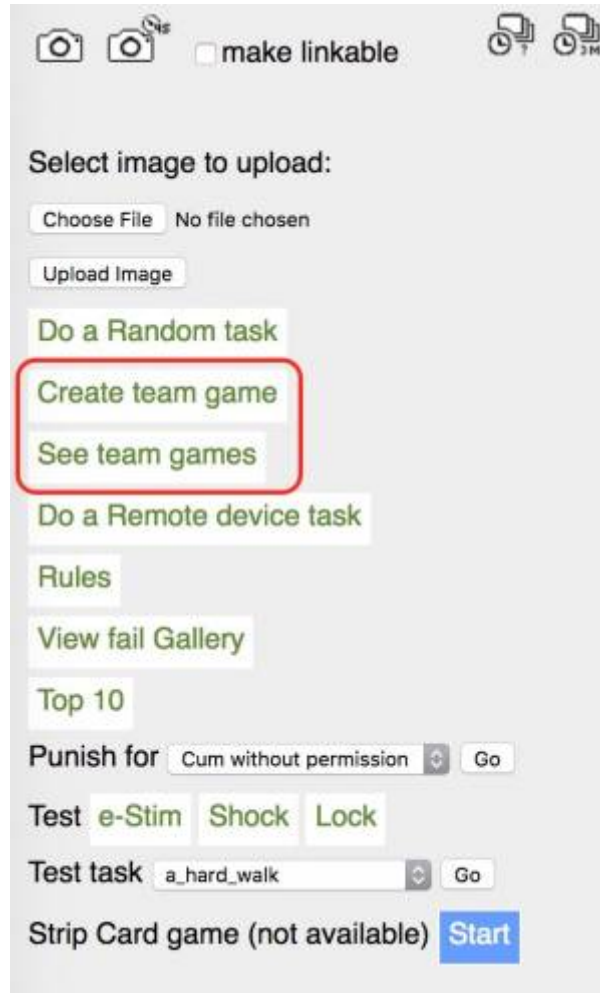 4s
make linkable
?
3M
Select image to upload:
Choose File No file chosen
Upload Image
Do a Random task
Create team game
See team games
Do a Remote device task
Rules
View fail Gallery
Top 10
Punish for Cum without permission Go
Test e-Stim Shock Lock
Test task a_hard_walk Go
Strip Card game (not available) Start